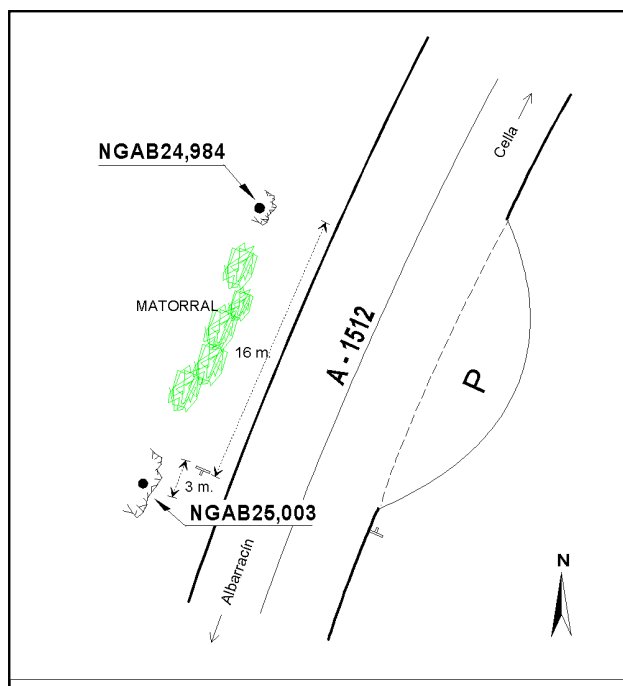 Cella
NGAB24,984
MATORRAL
A - 1512
16 m.
P
3 m.
NGAB25,003
Albarracín
N